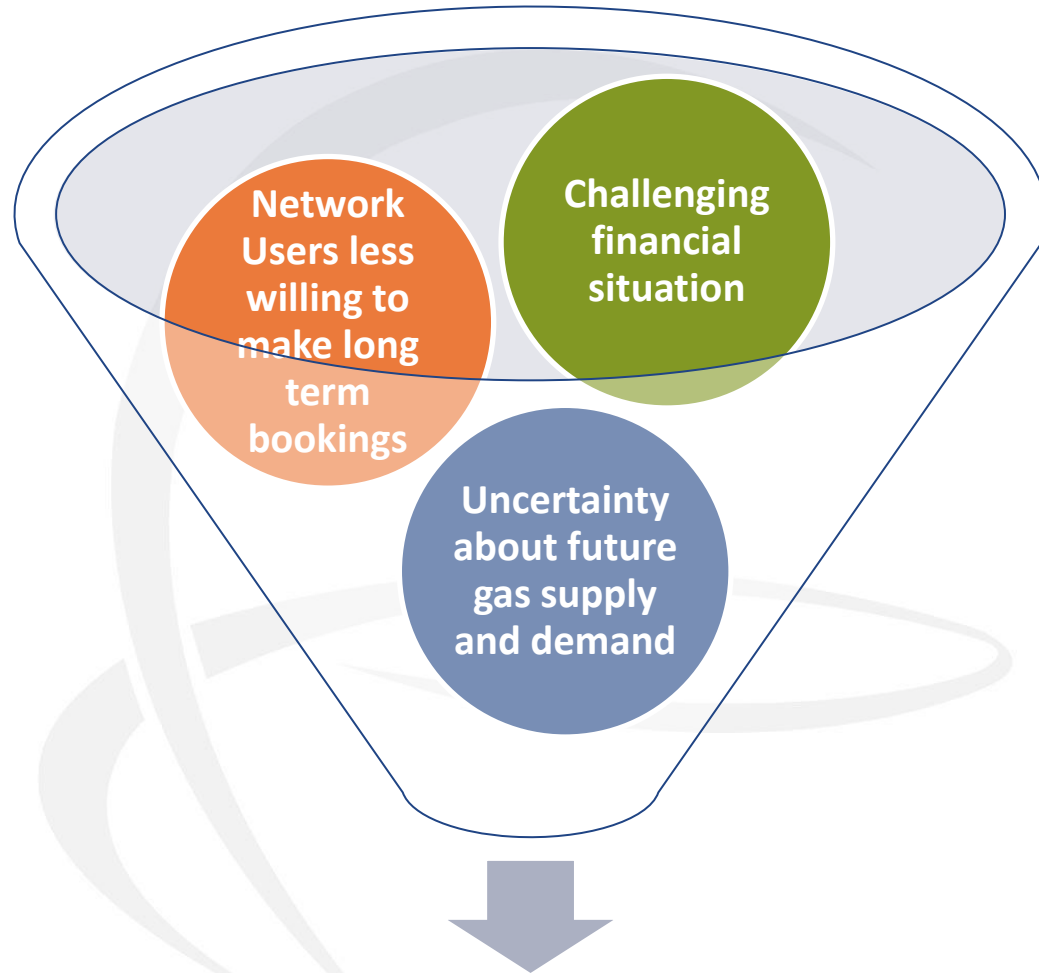 Network
Users less
willing to
make long
term
bookings
Challenging
financial
situation
Uncertainty
about future
gas supply
and demand